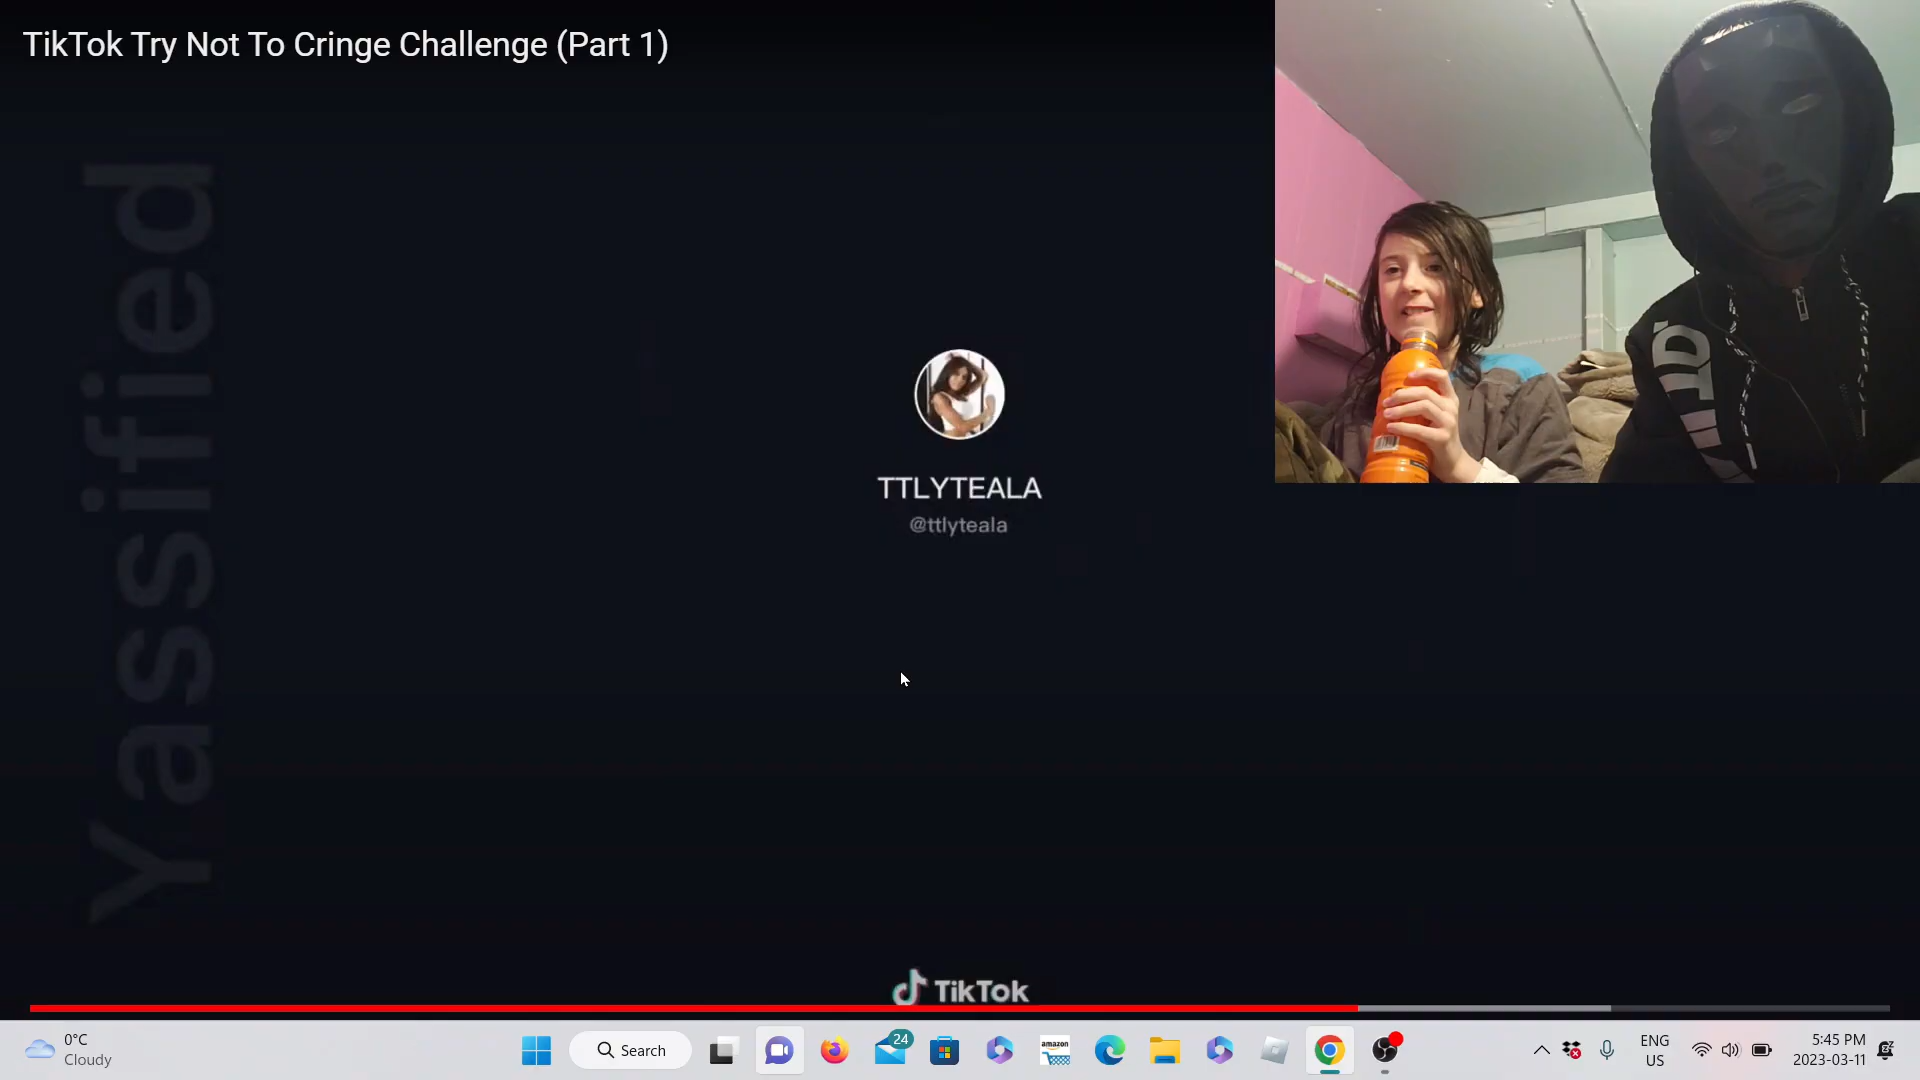 TikTok Try Not To Cringe Challenge (Part 1)
Yassified
TTLYTEALA
@ttlyteala
TikTok
0°C
Cloudy
Search
24
amazon
ENG
US
5:45 PM
2023-03-11